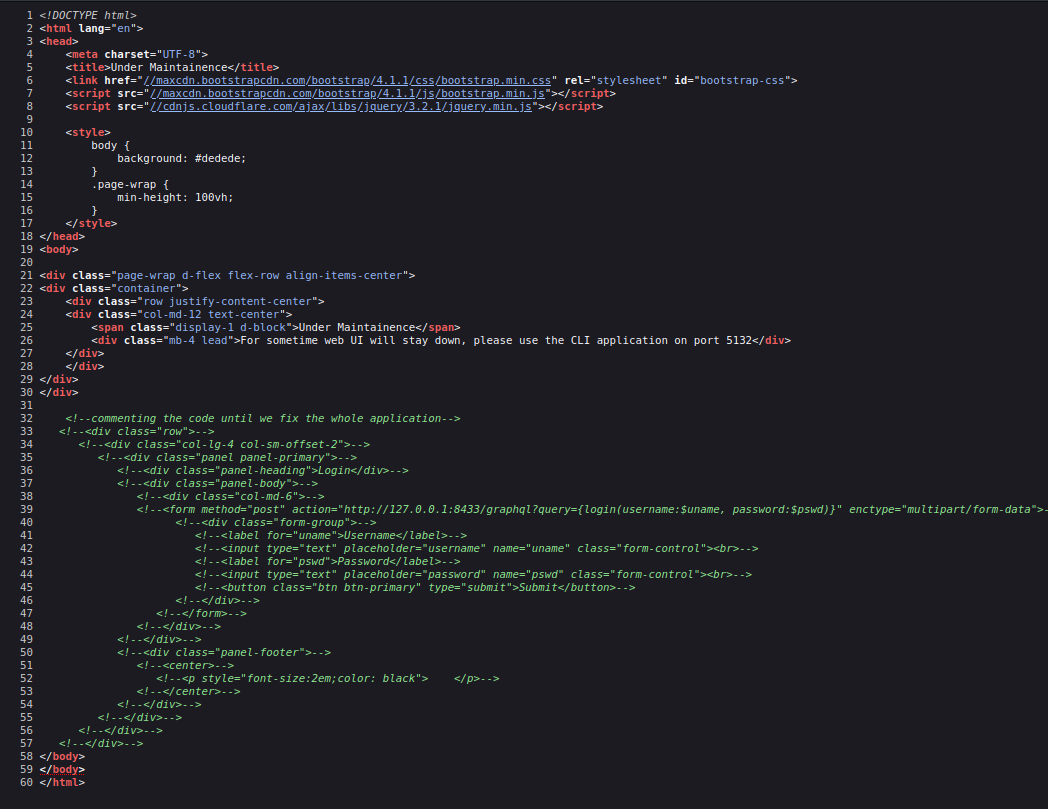 1 <!DOCTYPE html>
2 <html lang="en">
3 <head>
4     <meta charset="UTF-8">
5     <title>Under Maintainence</title>
6     <link href="//maxcdn.bootstrapcdn.com/bootstrap/4.1.1/css/bootstrap.min.css" rel="stylesheet" id="bootstrap-css">
7     <script src="//maxcdn.bootstrapcdn.com/bootstrap/4.1.1/js/bootstrap.min.js"></script>
8     <script src="//cdnjs.cloudflare.com/ajax/libs/jquery/3.2.1/jquery.min.js"></script>
9
10     <style>
11         body {
12             background: #dedede;
13         }
14         .page-wrap {
15             min-height: 100vh;
16         }
17     </style>
18 </head>
19 <body>
20
21 <div class="page-wrap d-flex flex-row align-items-center">
22 <div class="container">
23     <div class="row justify-content-center">
24     <div class="col-md-12 text-center">
25         <span class="display-1 d-block">Under Maintainence</span>
26         <div class="mb-4 lead">For sometime web UI will stay down, please use the CLI application on port 5132</div>
27     </div>
28     </div>
29 </div>
30 </div>
31
32     <!--commenting the code until we fix the whole application-->
33    <!--<div class="row">-->
34       <!--<div class="col-lg-4 col-sm-offset-2">-->
35          <!--<div class="panel panel-primary">-->
36             <!--<div class="panel-heading">Login</div>-->
37             <!--<div class="panel-body">-->
38                <!--<div class="col-md-6">-->
39                <!--<form method="post" action="http://127.0.0.1:8433/graphql?query={login(username:$uname, password:$pswd)}" enctype="multipart/form-data">-
40                      <!--<div class="form-group">-->
41                         <!--<label for="uname">Username</label>-->
42                         <!--<input type="text" placeholder="username" name="uname" class="form-control"><br>-->
43                         <!--<label for="pswd">Password</label>-->
44                         <!--<input type="text" placeholder="password" name="pswd" class="form-control"><br>-->
45                         <!--<button class="btn btn-primary" type="submit">Submit</button>-->
46                      <!--</div>-->
47                   <!--</form>-->
48                <!--</div>-->
49             <!--</div>-->
50             <!--<div class="panel-footer">-->
51                <!--<center>-->
52                   <!--<p style="font-size:2em;color: black">    </p>-->
53                <!--</center>-->
54             <!--</div>-->
55          <!--</div>-->
56       <!--</div>-->
57    <!--</div>-->
58 </body>
59 </body>
60 </html>